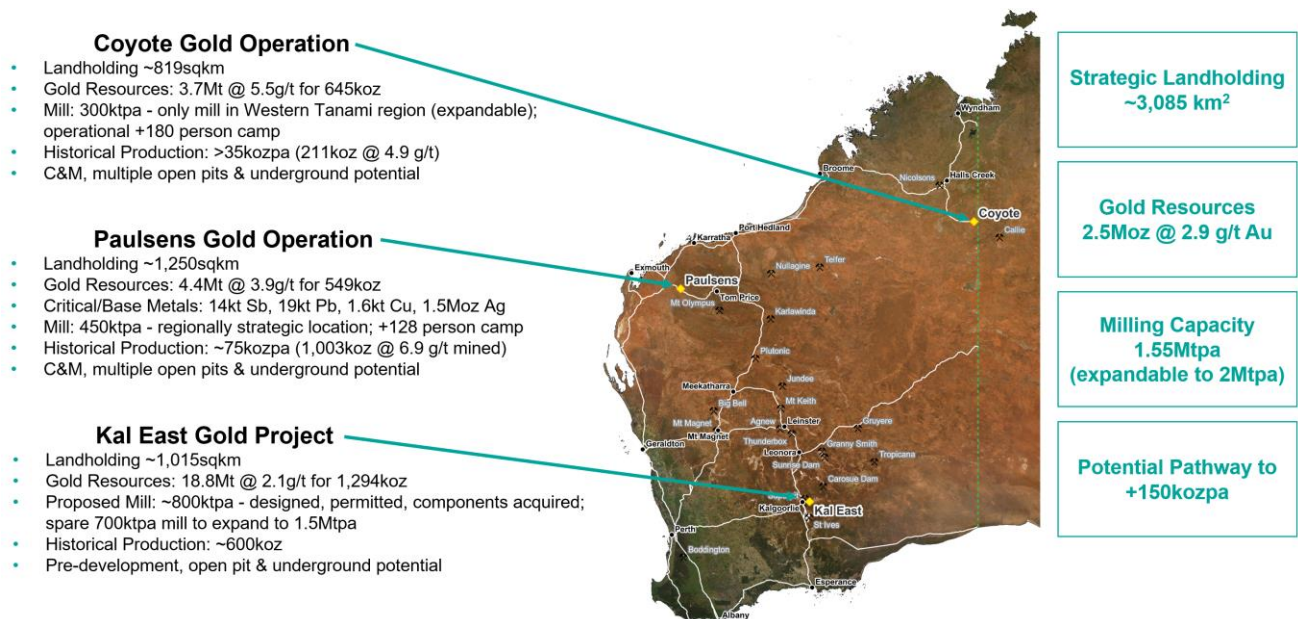 Coyote Gold Operation
• Landholding ~819sqkm
• Gold Resources: 3.7Mt @ 5.5g/t for 645koz
• Mill: 300ktpa - only mill in Western Tanami region (expandable);
operational +180 person camp
• Historical Production: >35kozpa (211koz @ 4.9 g/t)
• C&M, multiple open pits & underground potential
Paulsens Gold Operation
• Landholding ~1,250sqkm
• Gold Resources: 4.4Mt @ 3.9g/t for 549koz
• Critical/Base Metals: 14kt Sb, 19kt Pb, 1.6kt Cu, 1.5Moz Ag
• Mill: 450ktpa - regionally strategic location; +128 person camp
• Historical Production: ~75kozpa (1,003koz @ 6.9 g/t mined)
• C&M, multiple open pits & underground potential
Kal East Gold Project
• Landholding ~1,015sqkm
• Gold Resources: 18.8Mt @ 2.1g/t for 1,294koz
• Proposed Mill: ~800ktpa - designed, permitted, components acquired;
spare 700ktpa mill to expand to 1.5Mtpa
• Historical Production: ~600koz
• Pre-development, open pit & underground potential
Wyndham
Broome
Nicolsons
Halls Creek
Coyote
Callie
Port Hedland
Karratha
Exmouth
Nullagine
Telfer
Paulsens
Tom Price
Mt Olympus
Karlawinda
Plutonic
Jundee
Meekatharra
Big Bell
Mt Keith
Mt Magnet
Mt Magnet
Agnew
Leinster
Gruyere
Geraldton
Thunderbox
Leonora
Granny Smith
Sunrise Dam
Tropicana
Carosue Dam
Kalgoorlie
Kal East
St Ives
Perth
Boddington
Esperance
Albany
Strategic Landholding
~3,085 km²
Gold Resources
2.5Moz @ 2.9 g/t Au
Milling Capacity
1.55Mtpa
(expandable to 2Mtpa)
Potential Pathway to
+150kozpa